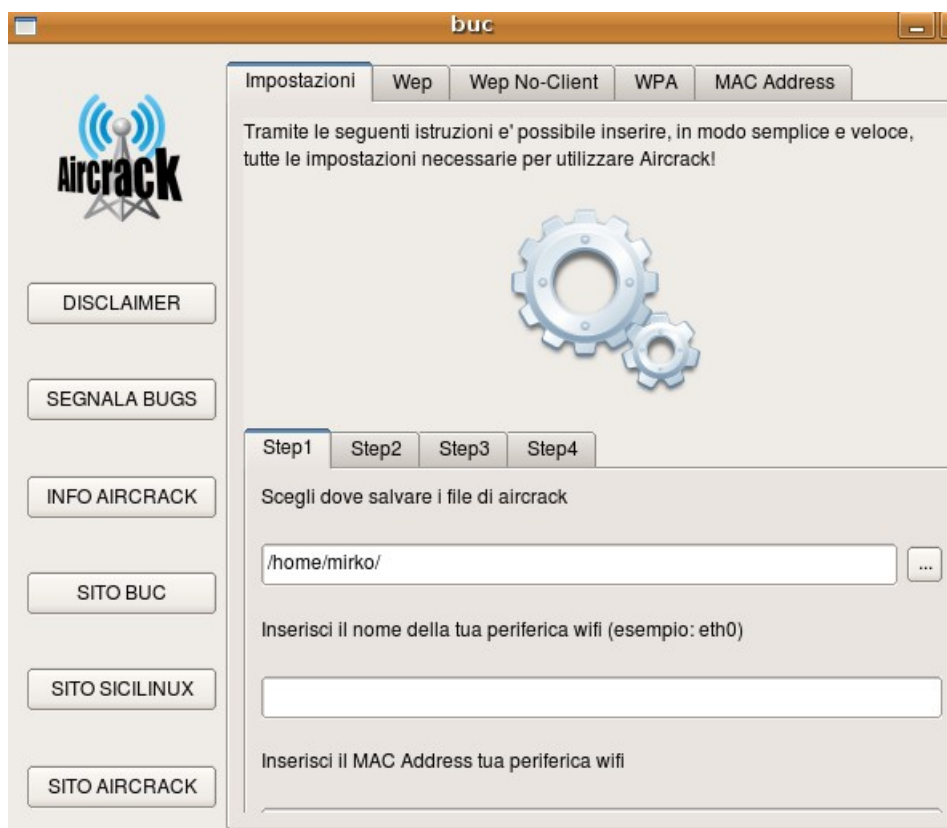 buc
Aircrack
DISCLAIMER
SEGNALA BUGS
INFO AIRCRACK
SITO BUC
SITO SICILINUX
SITO AIRCRACK
Impostazioni
Wep
Wep No-Client
WPA
MAC Address
Tramite le seguenti istruzioni e' possibile inserire, in modo semplice e veloce,
tutte le impostazioni necessarie per utilizzare Aircrack!
Step1
Step2
Step3
Step4
Scegli dove salvare i file di aircrack
/home/mirko/
...
Inserisci il nome della tua periferica wifi (esempio: eth0)
Inserisci il MAC Address tua periferica wifi